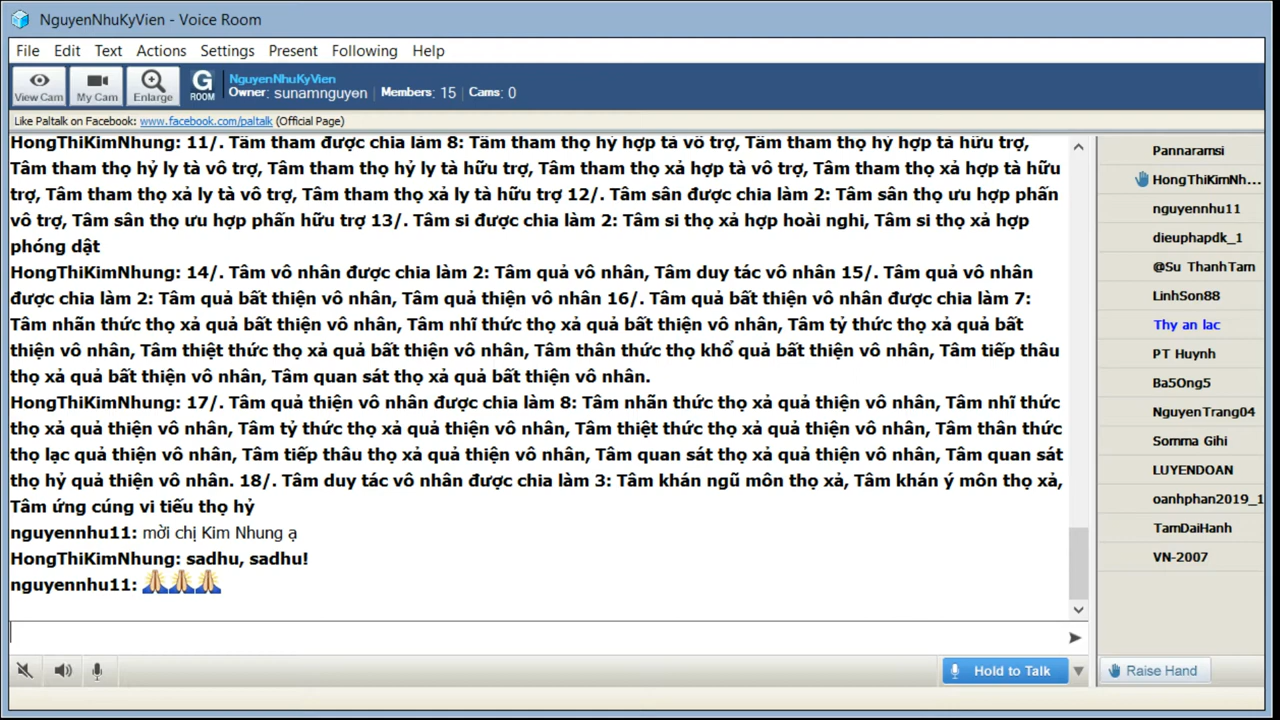 NguyenNhuKyVien - Voice Room
File Edit Text Actions Settings Present Following Help
View Cam
My Cam
Enlarge
G ROOM
NguyenNhuKyVien
Owner: sunamnguyen Members: 15 Cams: 0
Like Paltalk on Facebook: www.facebook.com/paltalk (Official Page)
HongThiKimNhung: 11/. Tâm tham được chia làm 8: Tâm tham thọ hỷ hợp tà vô trợ, Tâm tham thọ hỷ hợp tà hữu trợ,
Tâm tham thọ hỷ ly tà vô trợ, Tâm tham thọ hỷ ly tà hữu trợ, Tâm tham thọ xả hợp tà vô trợ, Tâm tham thọ xả hợp tà hữu
trợ, Tâm tham thọ xả ly tà vô trợ, Tâm tham thọ xả ly tà hữu trợ 12/. Tâm sân được chia làm 2: Tâm sân thọ ưu hợp phấn
vô trợ, Tâm sân thọ ưu hợp phấn hữu trợ 13/. Tâm si được chia làm 2: Tâm si thọ xả hợp hoài nghi, Tâm si thọ xả hợp
phóng dật
HongThiKimNhung: 14/. Tâm vô nhân được chia làm 2: Tâm quả vô nhân, Tâm duy tác vô nhân 15/. Tâm quả vô nhân
được chia làm 2: Tâm quả bất thiện vô nhân, Tâm quả thiện vô nhân 16/. Tâm quả bất thiện vô nhân được chia làm 7:
Tâm nhãn thức thọ xả quả bất thiện vô nhân, Tâm nhĩ thức thọ xả quả bất thiện vô nhân, Tâm tỷ thức thọ xả quả bất
thiện vô nhân, Tâm thiệt thức thọ xả quả bất thiện vô nhân, Tâm thân thức thọ khổ quả bất thiện vô nhân, Tâm tiếp thâu
thọ xả quả bất thiện vô nhân, Tâm quan sát thọ xả quả bất thiện vô nhân.
HongThiKimNhung: 17/. Tâm quả thiện vô nhân được chia làm 8: Tâm nhãn thức thọ xả quả thiện vô nhân, Tâm nhĩ thức
thọ xả quả thiện vô nhân, Tâm tỷ thức thọ xả quả thiện vô nhân, Tâm thiệt thức thọ xả quả thiện vô nhân, Tâm thân thức
thọ lạc quả thiện vô nhân, Tâm tiếp thâu thọ xả quả thiện vô nhân, Tâm quan sát thọ xả quả thiện vô nhân, Tâm quan sát
thọ hỷ quả thiện vô nhân. 18/. Tâm duy tác vô nhân được chia làm 3: Tâm khán ngũ môn thọ xả, Tâm khán ý môn thọ xả,
Tâm ứng cúng vi tiếu thọ hỷ
nguyennhu11: mời chị Kim Nhung ạ
HongThiKimNhung: sadhu, sadhu!
nguyennhu11:
Pannaramsi
HongThiKimNh...
nguyennhu11
dieuphapdk_1
@Su ThanhTam
LinhSon88
Thy an lac
PT Huynh
Ba5Ong5
NguyenTrang04
Somma Gihi
LUYENDOAN
oanhphan2019_1
TamDaiHanh
VN-2007
Hold to Talk
Raise Hand